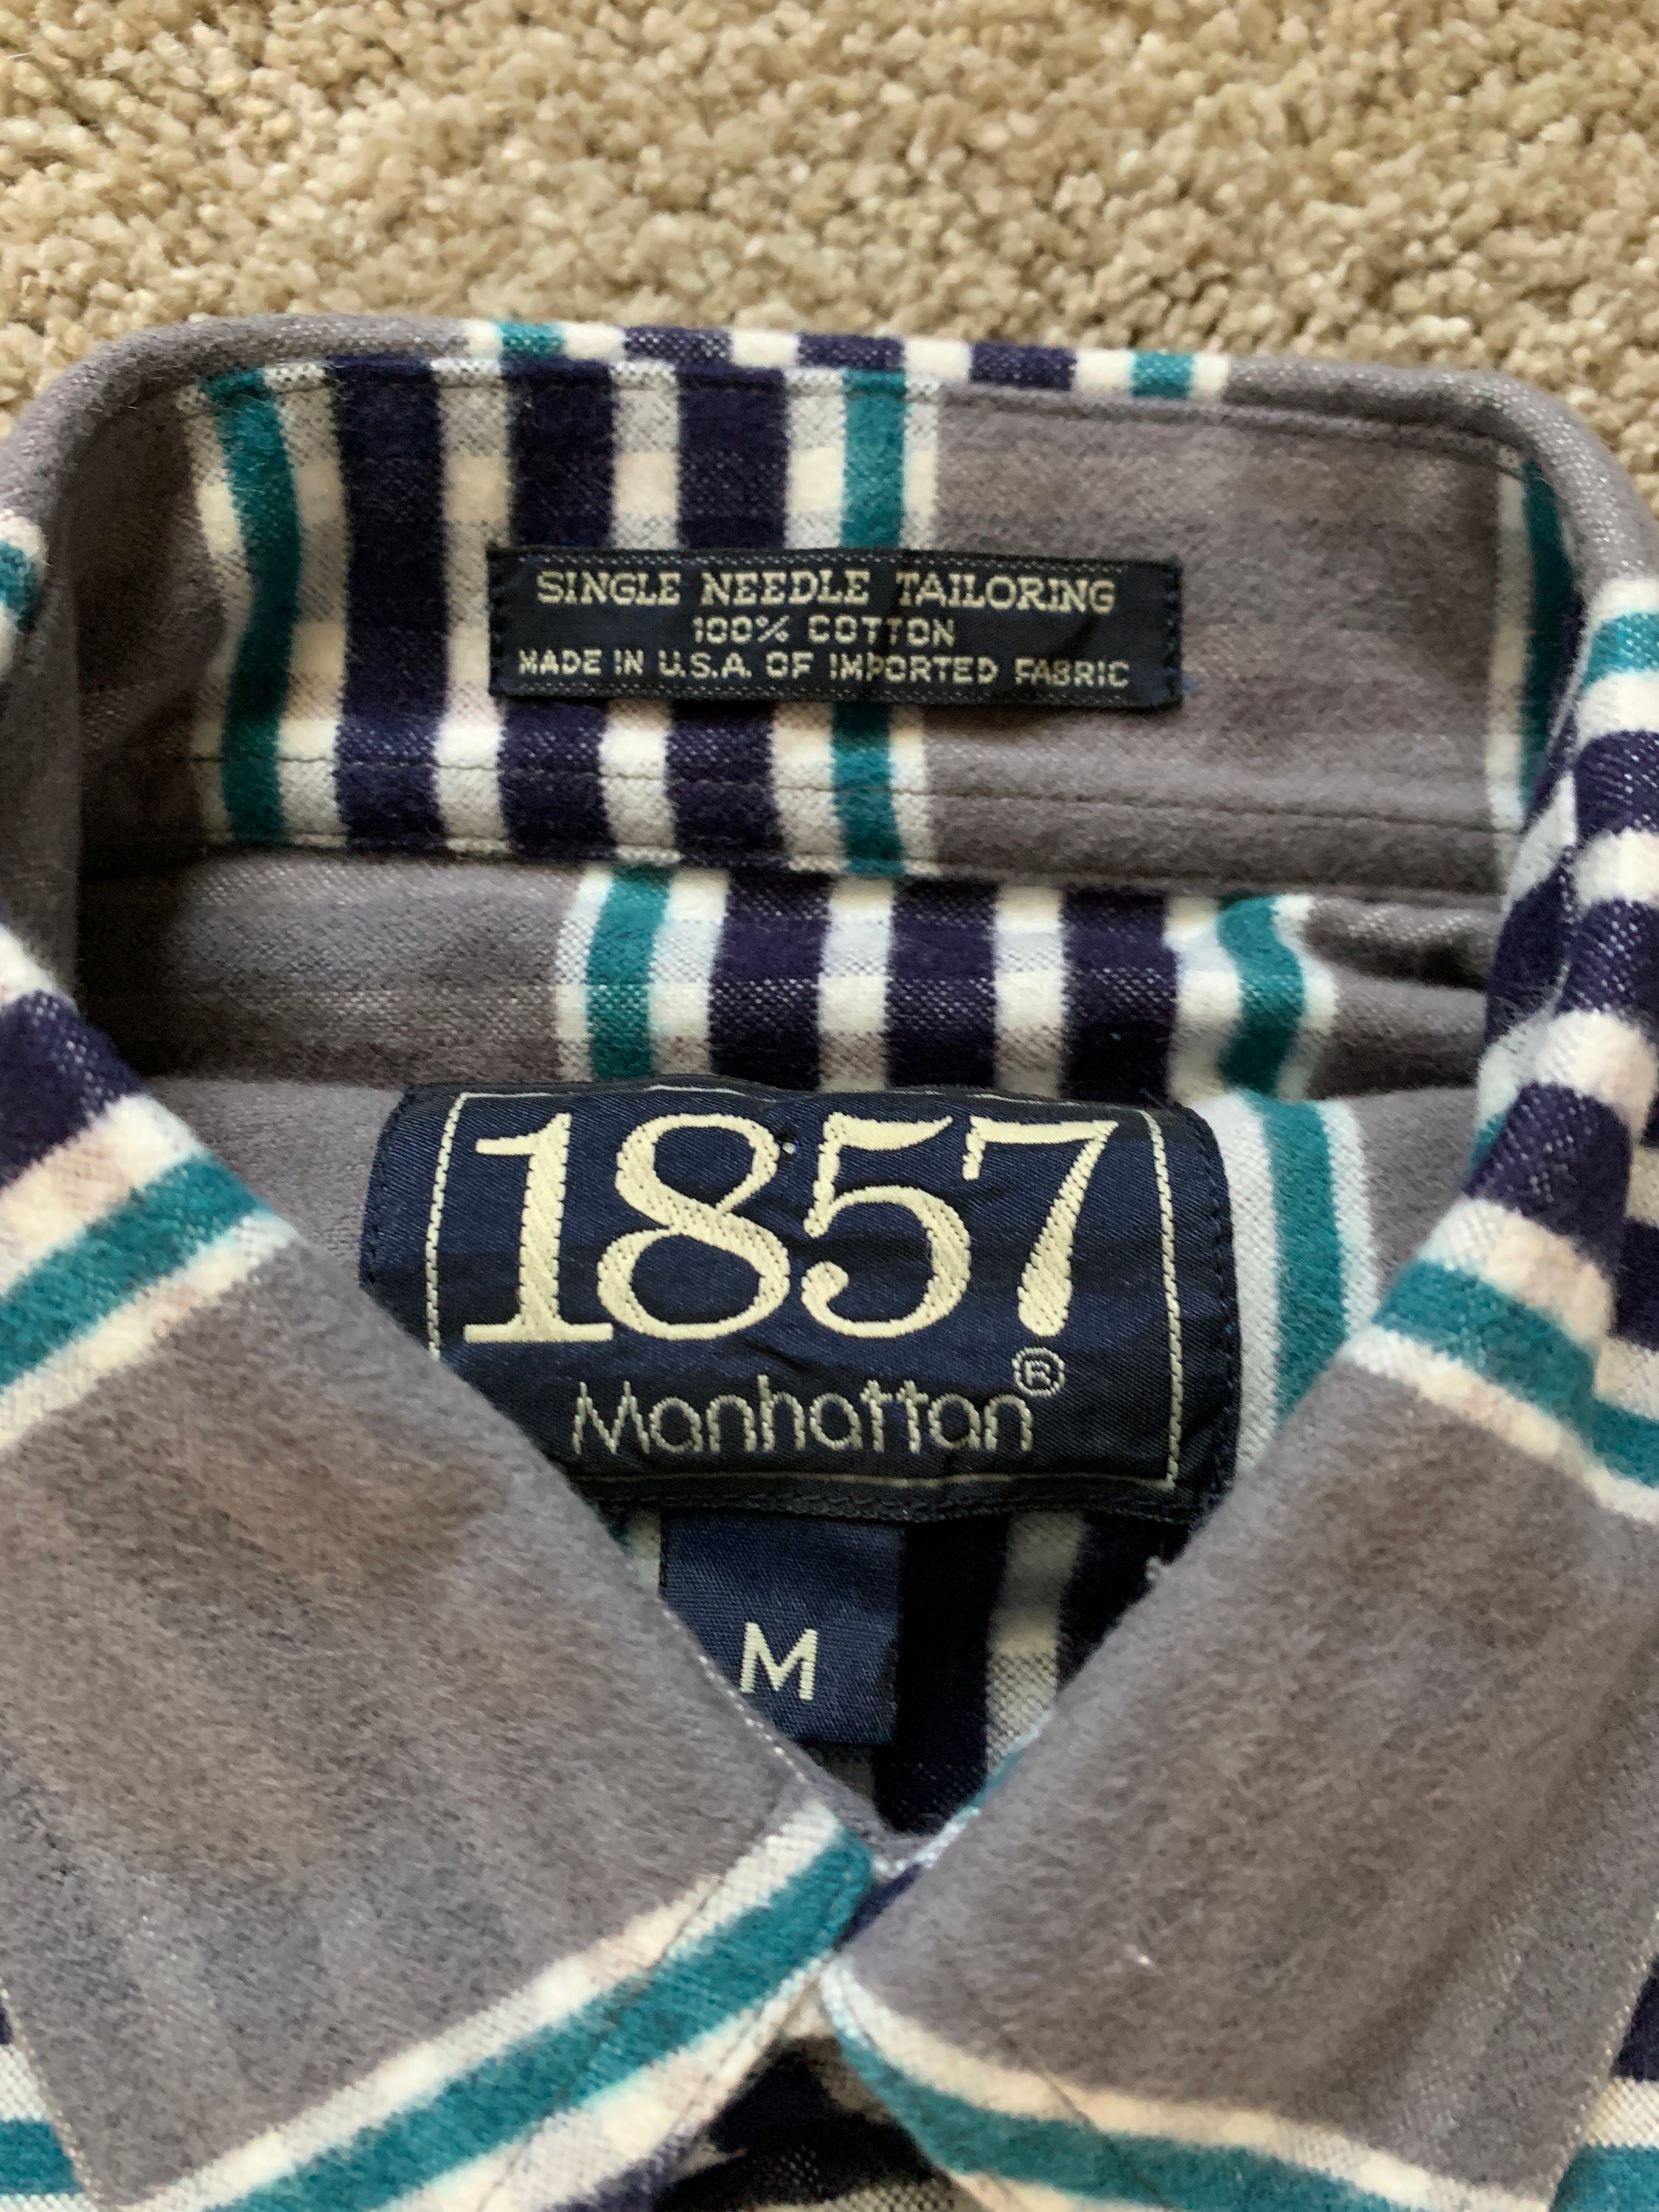 SINGLE NEEDLE TAILORING
100% COTTON
MADE IN U.S.A. OF IMPORTED FABRIC
1857
Manhattan®
M